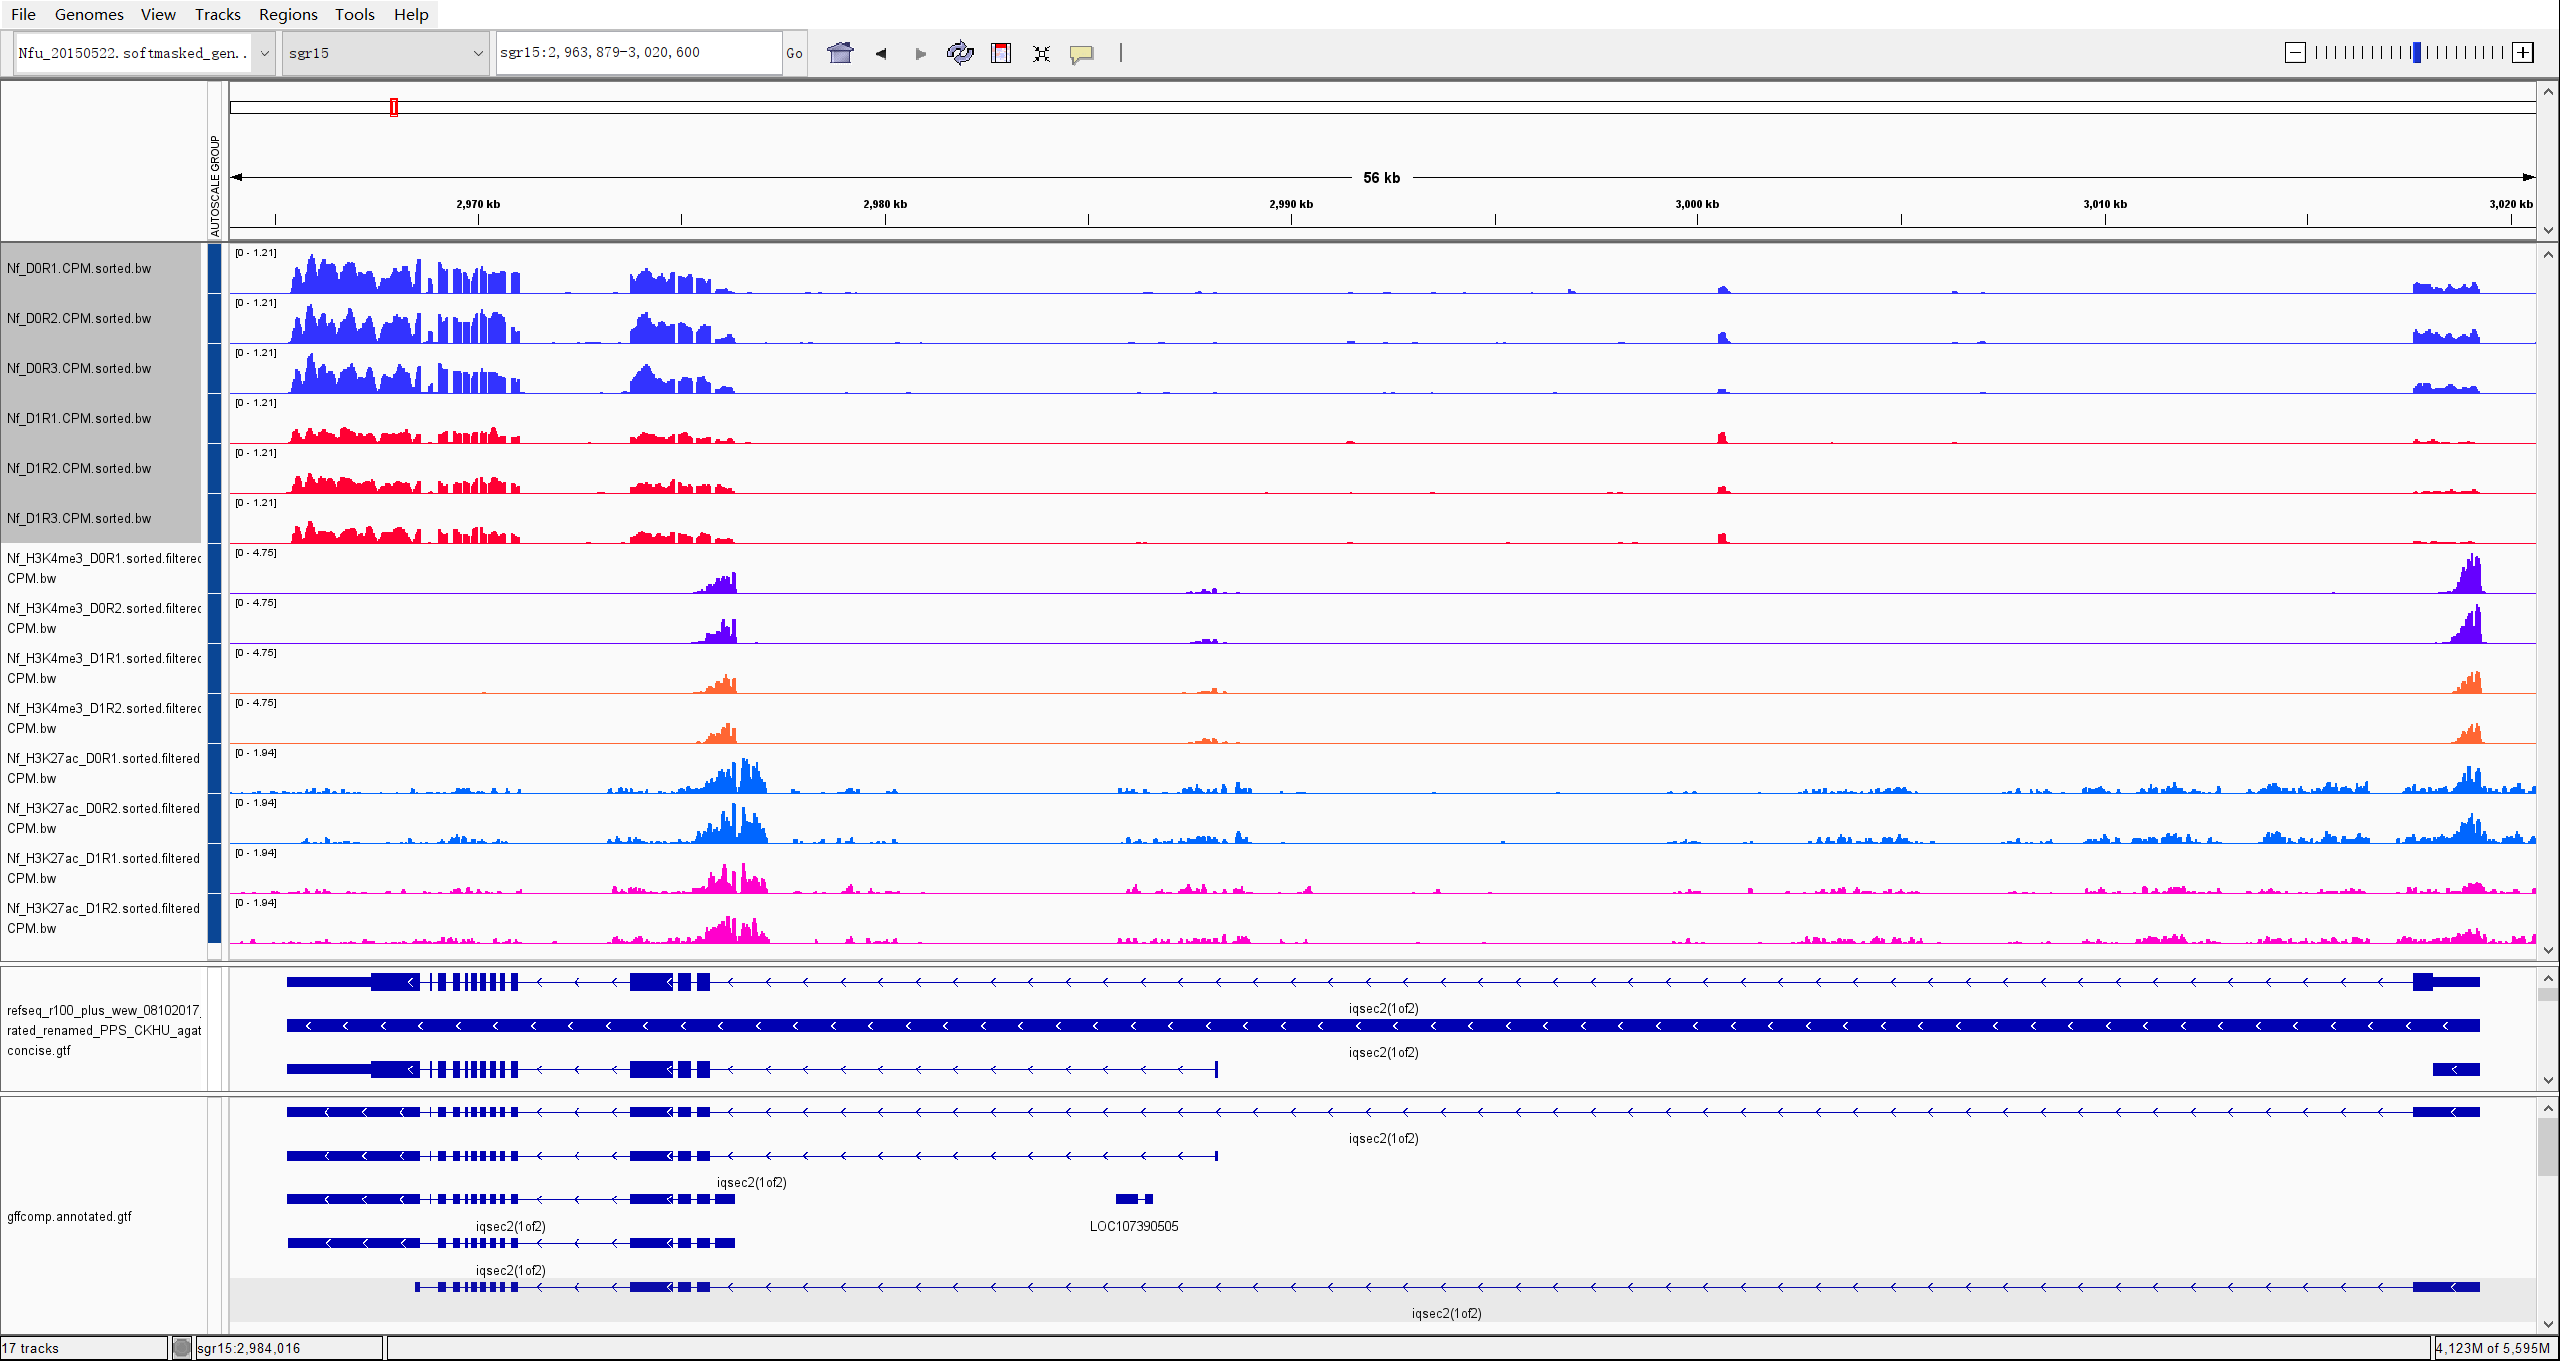 File Genomes View Tracks Regions Tools Help
Nfu_20150522.softmasked_gen.. sgr15 sgr15:2,963,879-3,020,600 Go
AUTOSCALE GROUP
56 kb
2,970 kb 2,980 kb 2,990 kb 3,000 kb 3,010 kb 3,020 kb
[0 - 1.21]
Nf_D0R1.CPM.sorted.bw
[0 - 1.21]
Nf_D0R2.CPM.sorted.bw
[0 - 1.21]
Nf_D0R3.CPM.sorted.bw
[0 - 1.21]
Nf_D1R1.CPM.sorted.bw
[0 - 1.21]
Nf_D1R2.CPM.sorted.bw
[0 - 1.21]
Nf_D1R3.CPM.sorted.bw
[0 - 4.75]
Nf_H3K4me3_D0R1.sorted.filterec
CPM.bw
[0 - 4.75]
Nf_H3K4me3_D0R2.sorted.filterec
CPM.bw
[0 - 4.75]
Nf_H3K4me3_D1R1.sorted.filterec
CPM.bw
[0 - 4.75]
Nf_H3K4me3_D1R2.sorted.filterec
CPM.bw
[0 - 1.94]
Nf_H3K27ac_D0R1.sorted.filtered
CPM.bw
[0 - 1.94]
Nf_H3K27ac_D0R2.sorted.filtered
CPM.bw
[0 - 1.94]
Nf_H3K27ac_D1R1.sorted.filtered
CPM.bw
[0 - 1.94]
Nf_H3K27ac_D1R2.sorted.filtered
CPM.bw
refseq_r100_plus_wew_08102017_
rated_renamed_PPS_CKHU_agat
concise.gtf
iqsec2(1of2)
iqsec2(1of2)
gffcomp.annotated.gtf
iqsec2(1of2)
iqsec2(1of2)
iqsec2(1of2) LOC107390505
iqsec2(1of2)
iqsec2(1of2)
17 tracks sgr15:2,984,016 4,123M of 5,595M